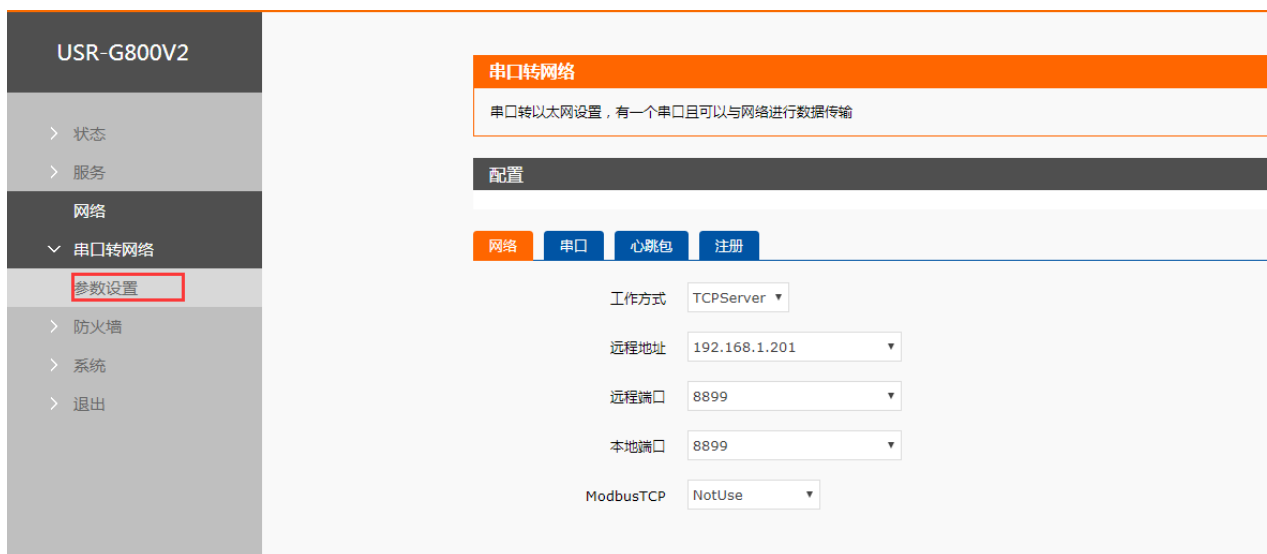 USR-G800V2
状态
服务
网络
串口转网络
参数设置
防火墙
系统
退出
串口转网络
串口转以太网设置，有一个串口且可以与网络进行数据传输
配置
网络 串口 心跳包 注册
工作方式 TCPServer
远程地址 192.168.1.201
远程端口 8899
本地端口 8899
ModbusTCP NotUse